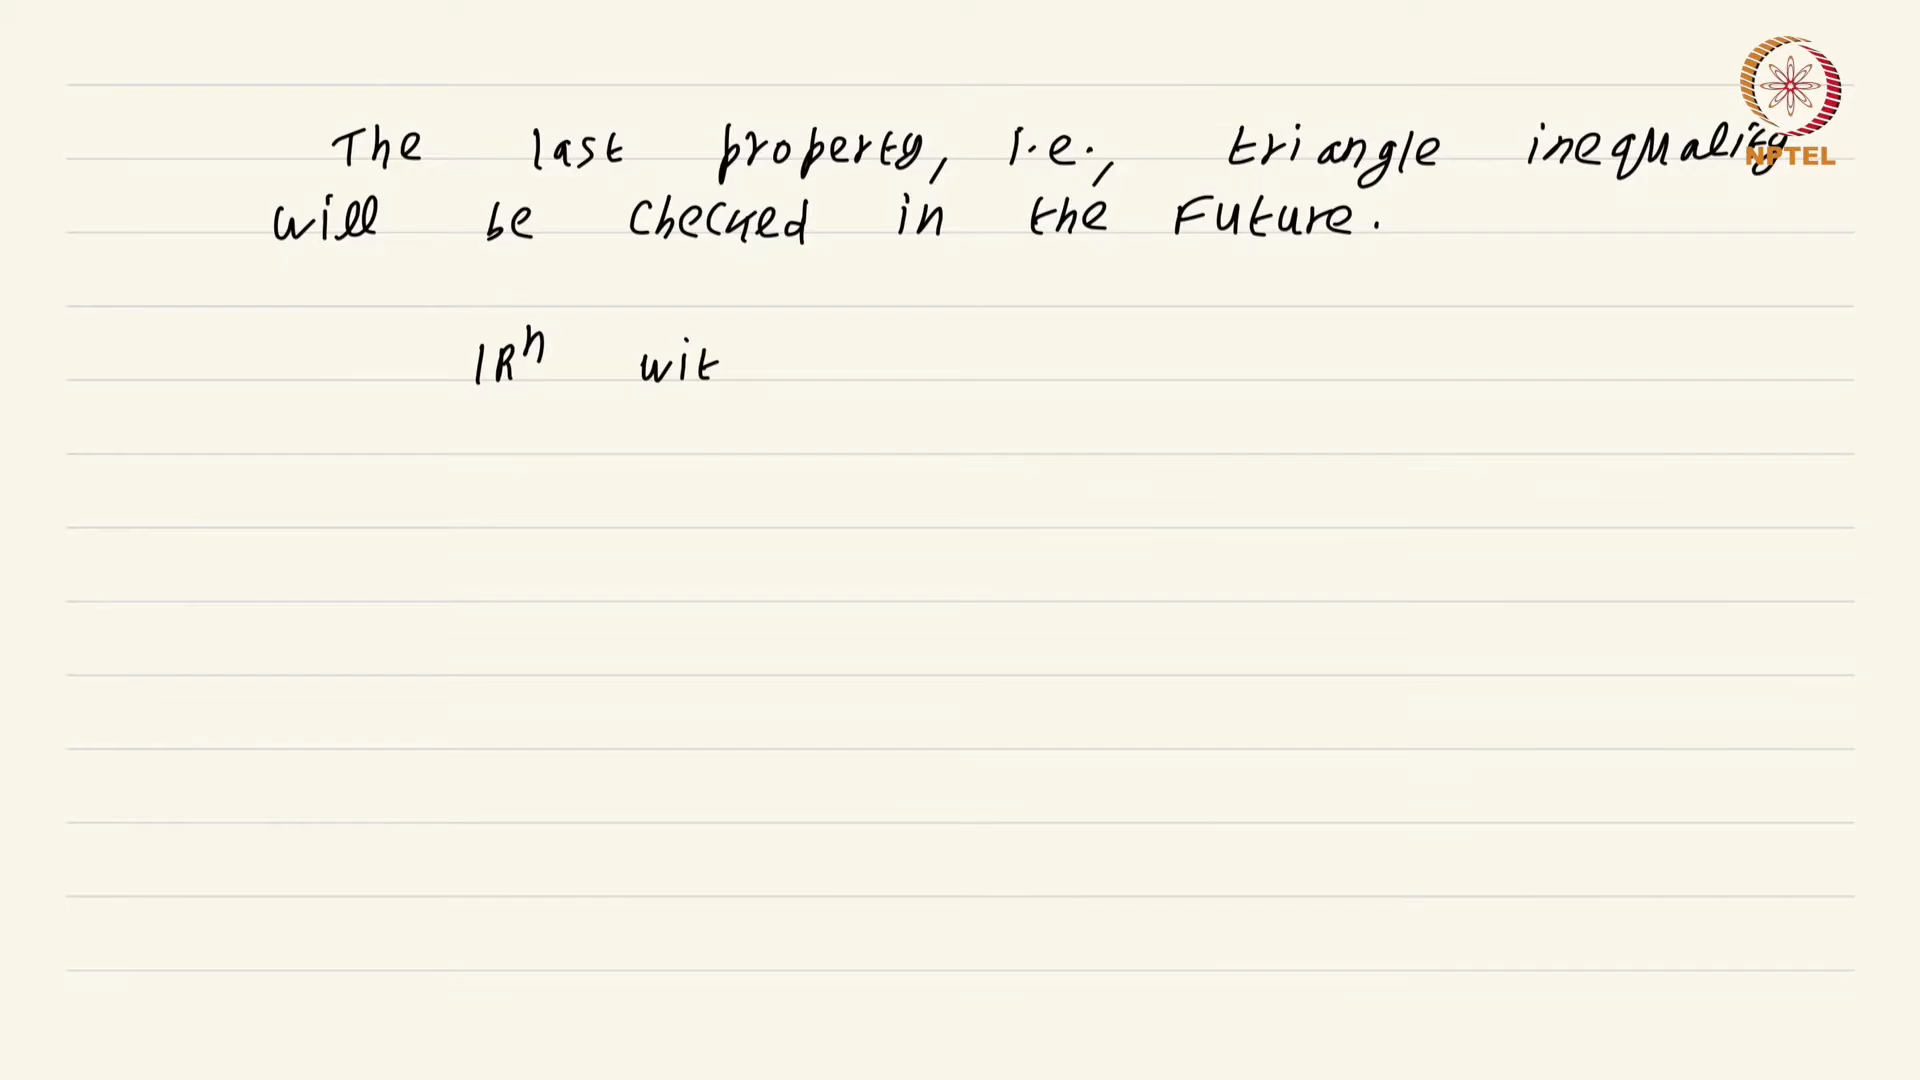 NPTEL
The last property, i.e., triangle inequality
will be checked in the Future.
ℝⁿ wit